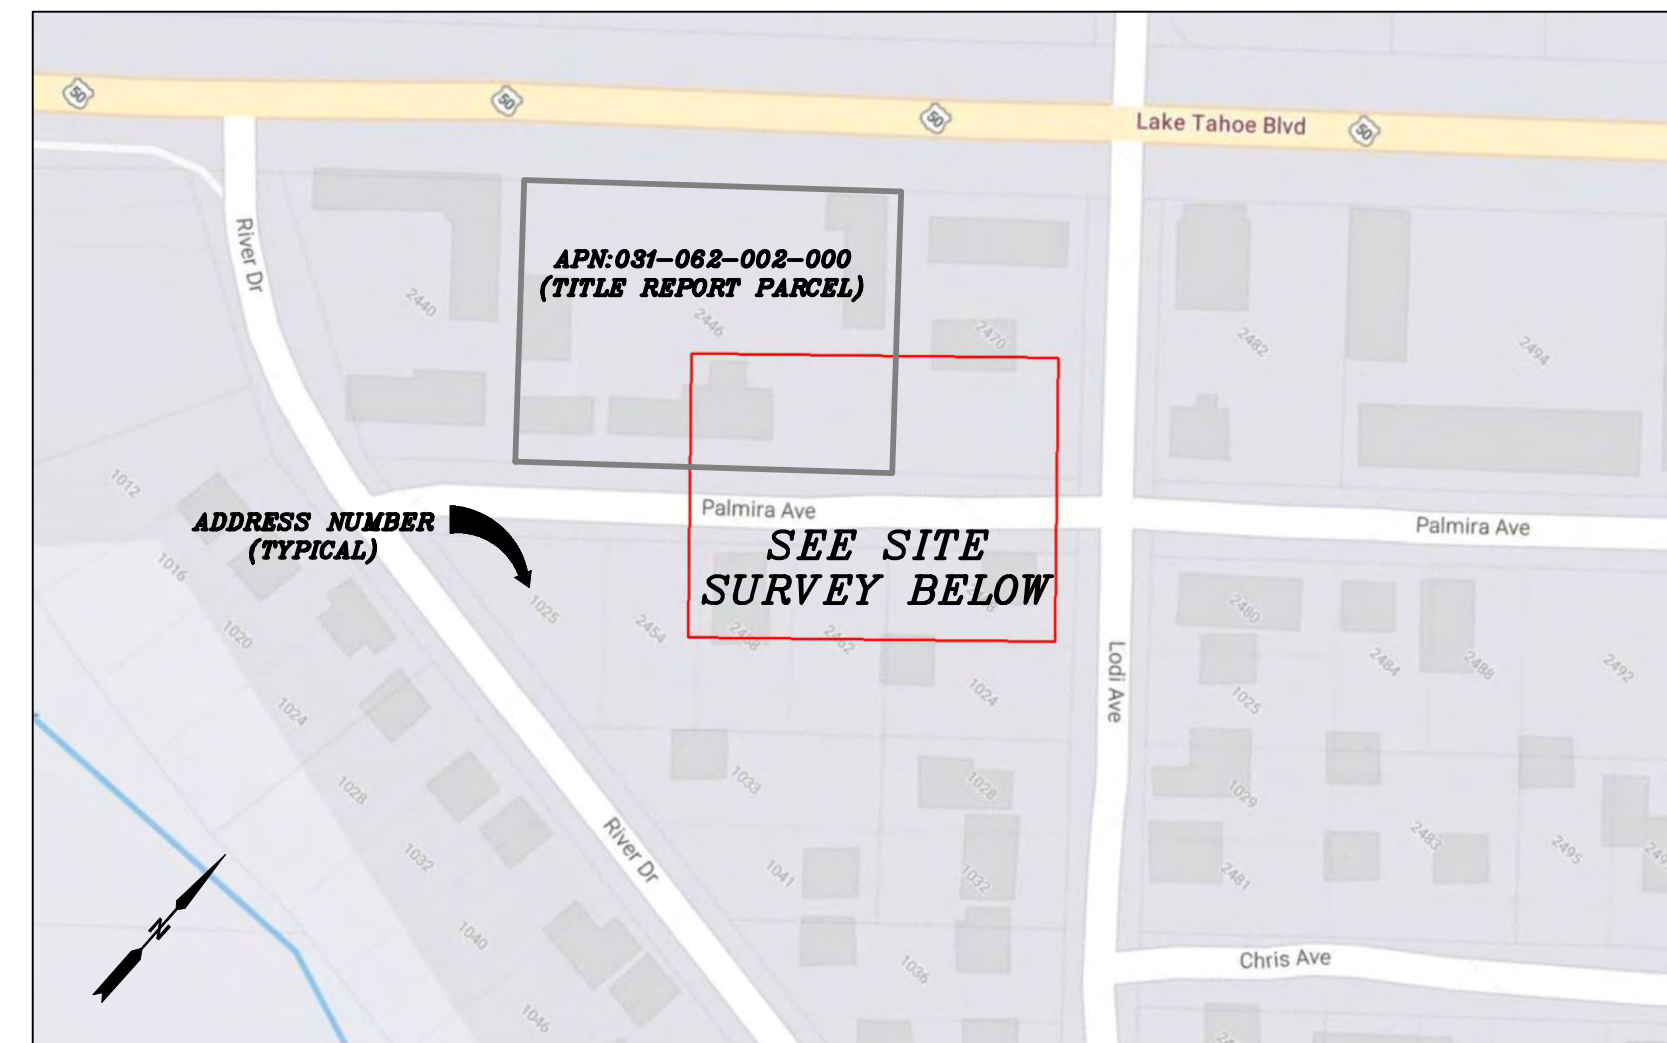 50
50
50
Lake Tahoe Blvd
50
River Dr
APN:031-062-002-000
(TITLE REPORT PARCEL)
2440
2446
2470
2482
2494
1012
ADDRESS NUMBER
(TYPICAL)
Palmira Ave
Palmira Ave
SEE SITE
SURVEY BELOW
1016
1025
2454
2458
2462
1020
2480
2484
2488
2492
Lodi Ave
1024
1024
1025
1033
1028
1028
1029
River Dr
1032
1041
1032
2483
2495
2481
1040
1036
Chris Ave
1046
N